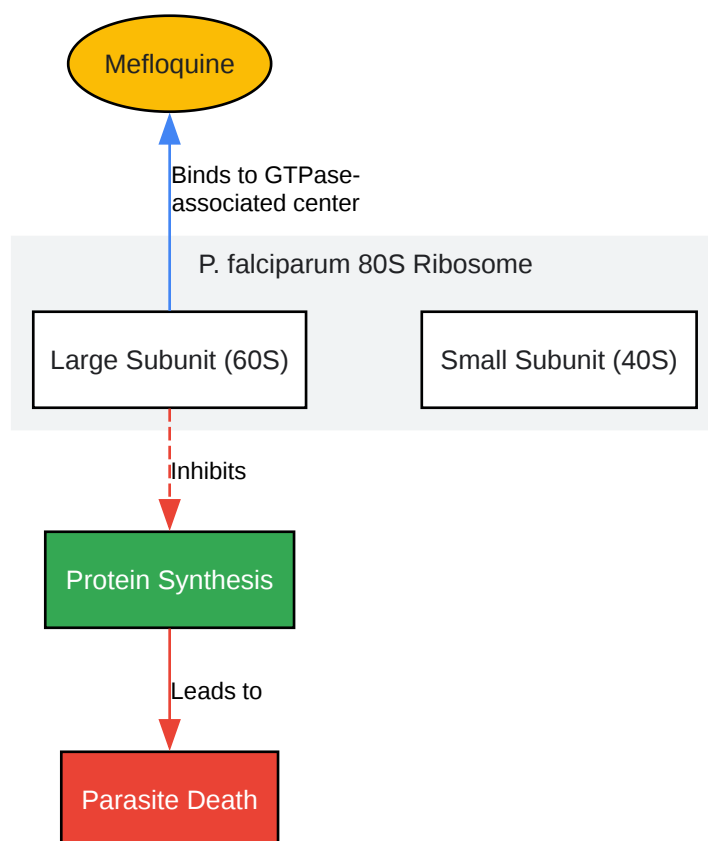 Mefloquine
Binds to GTPase-
associated center
P. falciparum 80S Ribosome
Large Subunit (60S)
Small Subunit (40S)
Inhibits
Protein Synthesis
Leads to
Parasite Death